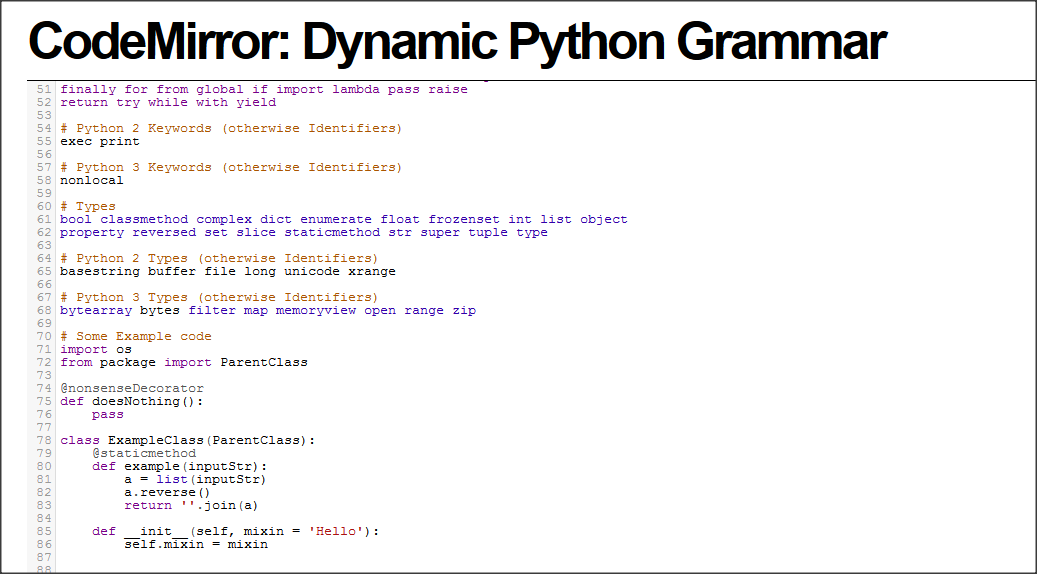 CodeMirror: Dynamic Python Grammar
51 finally for from global if import lambda pass raise
52 return try while with yield
53
54 # Python 2 Keywords (otherwise Identifiers)
55 exec print
56
57 # Python 3 Keywords (otherwise Identifiers)
58 nonlocal
59
60 # Types
61 bool classmethod complex dict enumerate float frozenset int list object
62 property reversed set slice staticmethod str super tuple type
63
64 # Python 2 Types (otherwise Identifiers)
65 basestring buffer file long unicode xrange
66
67 # Python 3 Types (otherwise Identifiers)
68 bytearray bytes filter map memoryview open range zip
69
70 # Some Example code
71 import os
72 from package import ParentClass
73
74 @nonsenseDecorator
75 def doesNothing():
76     pass
77
78 class ExampleClass(ParentClass):
79     @staticmethod
80     def example(inputStr):
81         a = list(inputStr)
82         a.reverse()
83         return ''.join(a)
84
85     def __init__(self, mixin = 'Hello'):
86         self.mixin = mixin
87
88